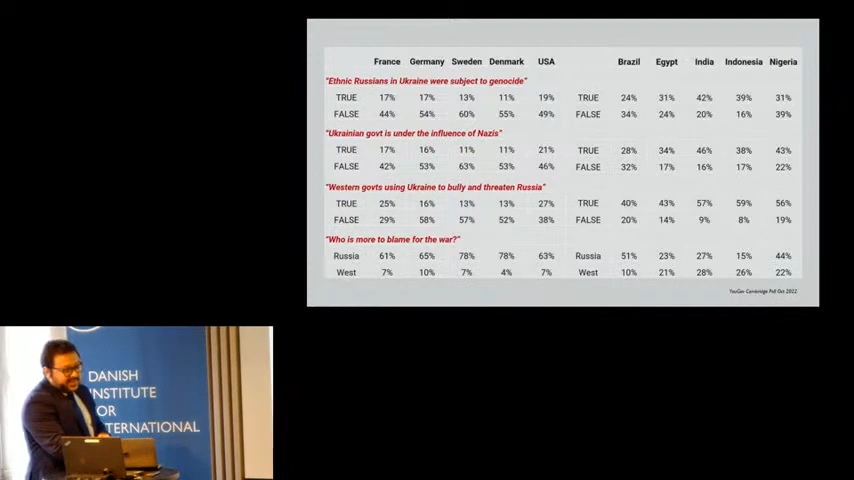 France Germany Sweden Denmark USA Brazil Egypt India Indonesia Nigeria
"Ethnic Russians in Ukraine were subject to genocide"
TRUE 17% 17% 13% 11% 19% TRUE 24% 31% 42% 39% 31%
FALSE 44% 54% 60% 55% 49% FALSE 34% 24% 20% 16% 39%
"Ukrainian govt is under the influence of Nazis"
TRUE 17% 16% 11% 11% 21% TRUE 28% 34% 46% 38% 43%
FALSE 42% 53% 63% 53% 46% FALSE 32% 17% 16% 17% 22%
"Western govts using Ukraine to bully and threaten Russia"
TRUE 25% 16% 13% 13% 27% TRUE 40% 43% 57% 59% 56%
FALSE 29% 58% 57% 52% 38% FALSE 20% 14% 9% 8% 19%
"Who is more to blame for the war?"
Russia 61% 65% 78% 78% 63% Russia 51% 23% 27% 15% 44%
West 7% 10% 7% 4% 7% West 10% 21% 28% 26% 22%
YouGov Cambridge Poll Oct 2022
DANISH
INSTITUTE
FOR
INTERNATIONAL